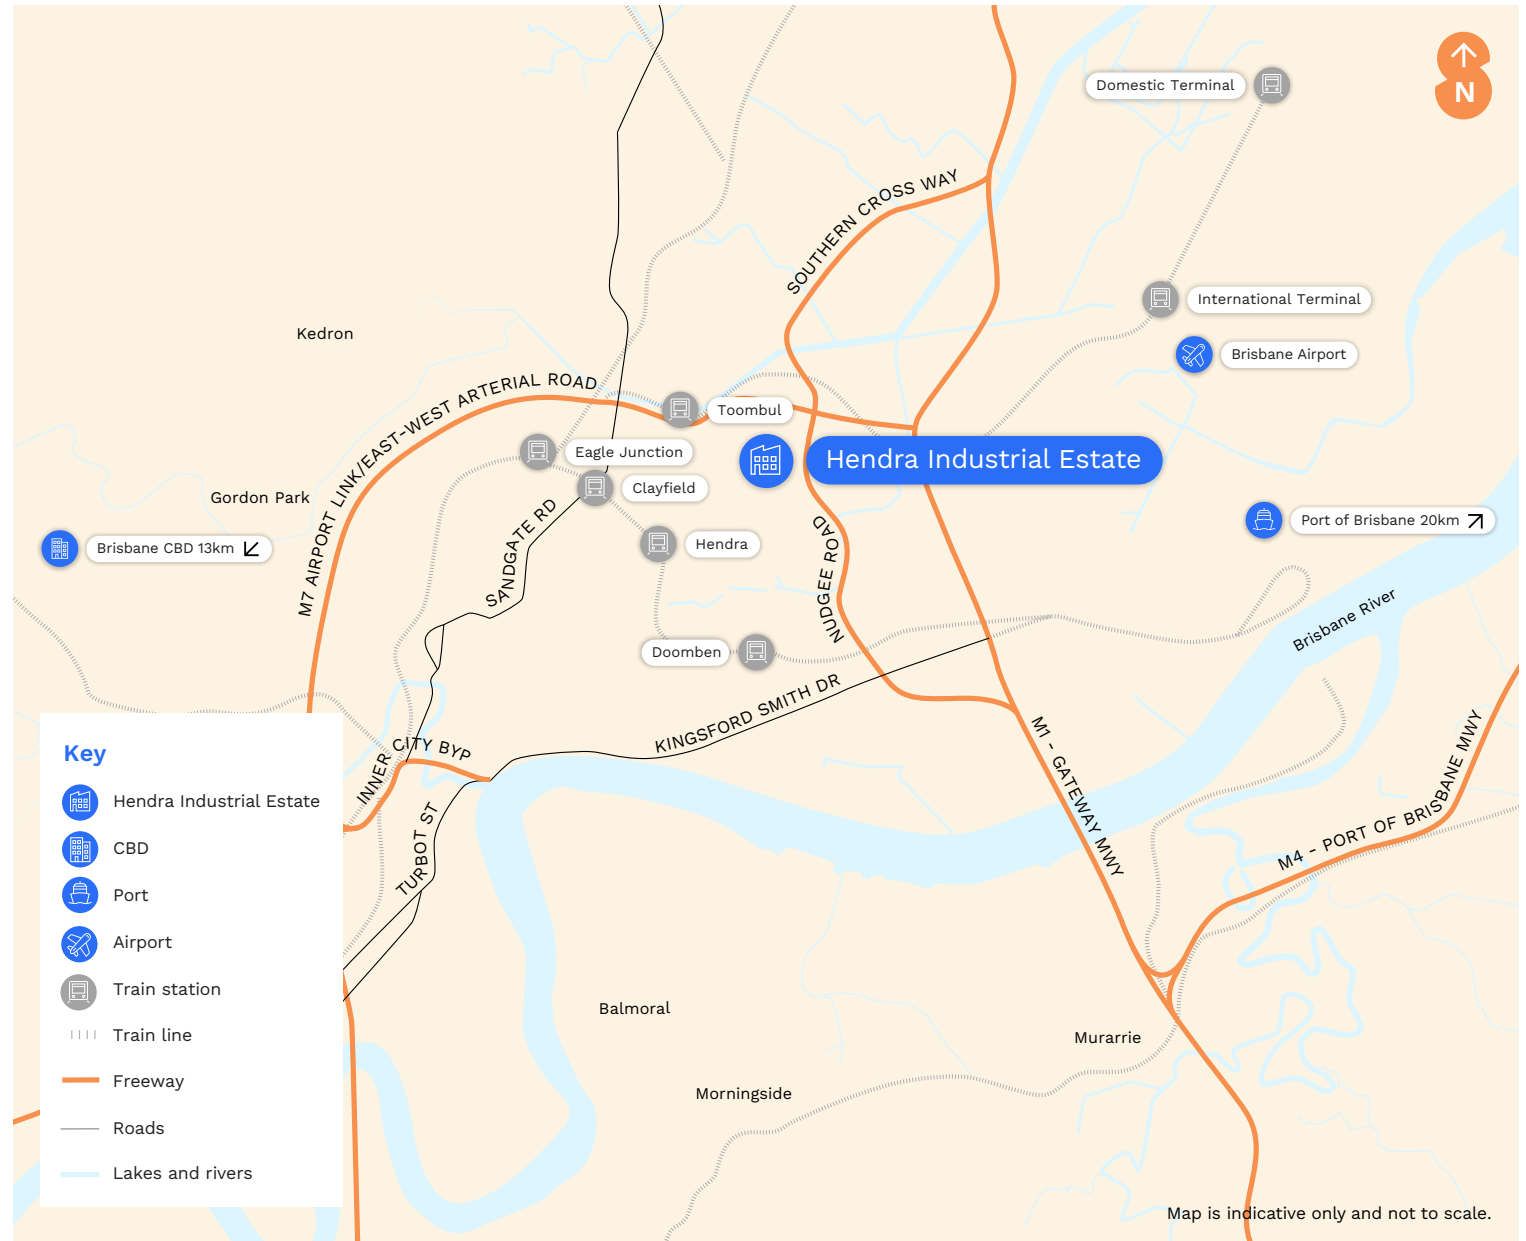 Domestic Terminal
N
SOUTHERN CROSS WAY
International Terminal
Brisbane Airport
Kedron
M7 AIRPORT LINK/EAST-WEST ARTERIAL ROAD
Toombul
Eagle Junction
Hendra Industrial Estate
Clayfield
Gordon Park
SANDGATE RD
Brisbane CBD 13km
Hendra
NUDGEE ROAD
Port of Brisbane 20km
Brisbane River
Doomben
KINGSFORD SMITH DR
INNER CITY BYP
TURBOT ST
M1 - GATEWAY MWY
M4 - PORT OF BRISBANE MWY
Balmoral
Murarrie
Morningside
Key
Hendra Industrial Estate
CBD
Port
Airport
Train station
Train line
Freeway
Roads
Lakes and rivers
Map is indicative only and not to scale.